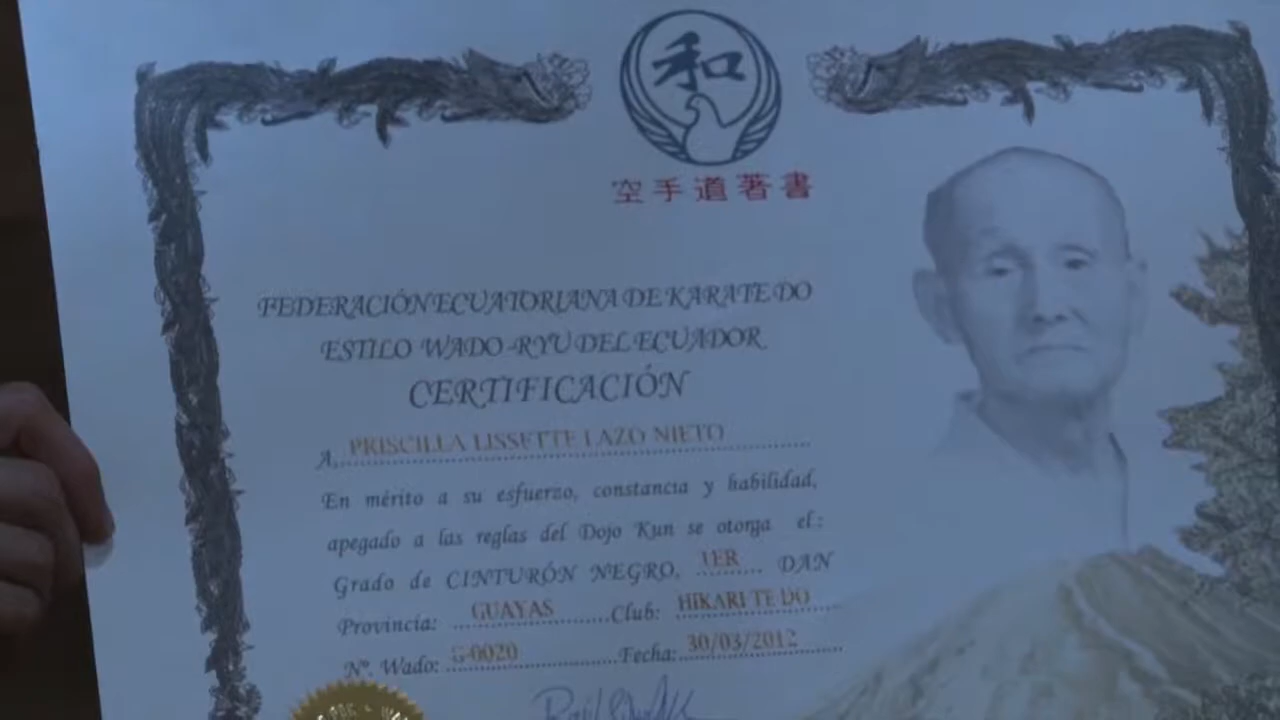 和
空手道著書
FEDERACIÓN ECUATORIANA DE KARATE DO
ESTILO WADO-RYU DEL ECUADOR
CERTIFICACIÓN
A, PRISCILLA LISSETTE LAZO NIETO
En mérito a su esfuerzo, constancia y habilidad,
apegado a las reglas del Dojo Kun se otorga el:
Grado de CINTURÓN NEGRO, 1ER DAN
Provincia: GUAYAS Club: HIKARI TE DO
Nº. Wado: G-0020 Fecha: 30/03/2012